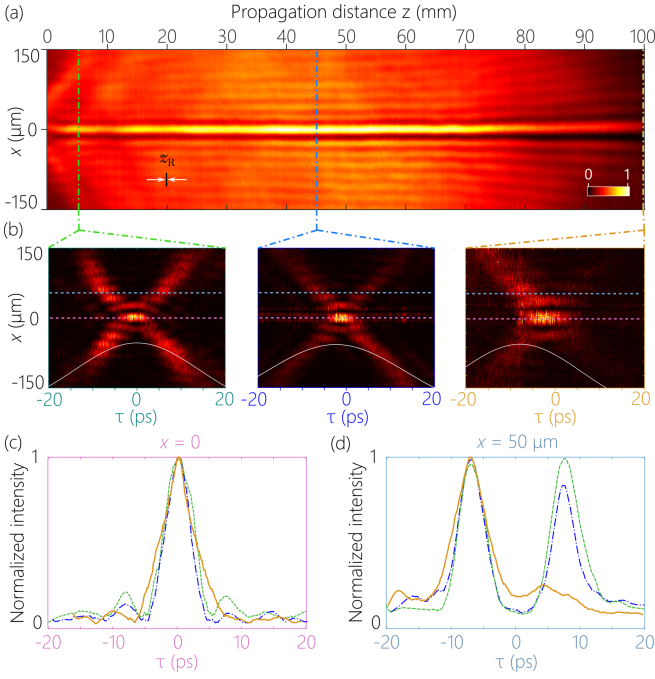 (a) Propagation distance z (mm)
0 10 20 30 40 50 60 70 80 90 100
x (µm)
150
0
-150
z_R
0 1
(b)
x (µm)
150
0
-150
-20 0 20 -20 0 20 -20 0 20
τ (ps) τ (ps) τ (ps)
(c) x = 0 (d) x = 50 µm
Normalized intensity
1
0
-20 -10 0 10 20
τ (ps)
Normalized intensity
1
0
-20 -10 0 10 20
τ (ps)